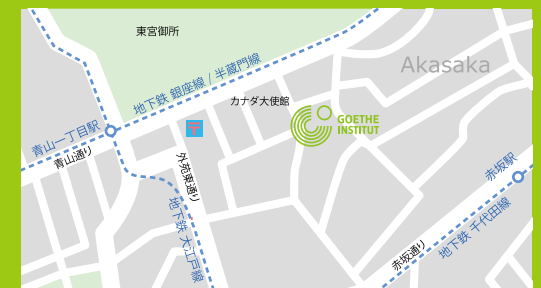 東宮御所
地下鉄 銀座線 / 半蔵門線
Akasaka
カナダ大使館
GOETHE
INSTITUT
青山一丁目駅
青山通り
外苑東通り
赤坂駅
地下鉄 大江戸線
赤坂通り
地下鉄 千代田線